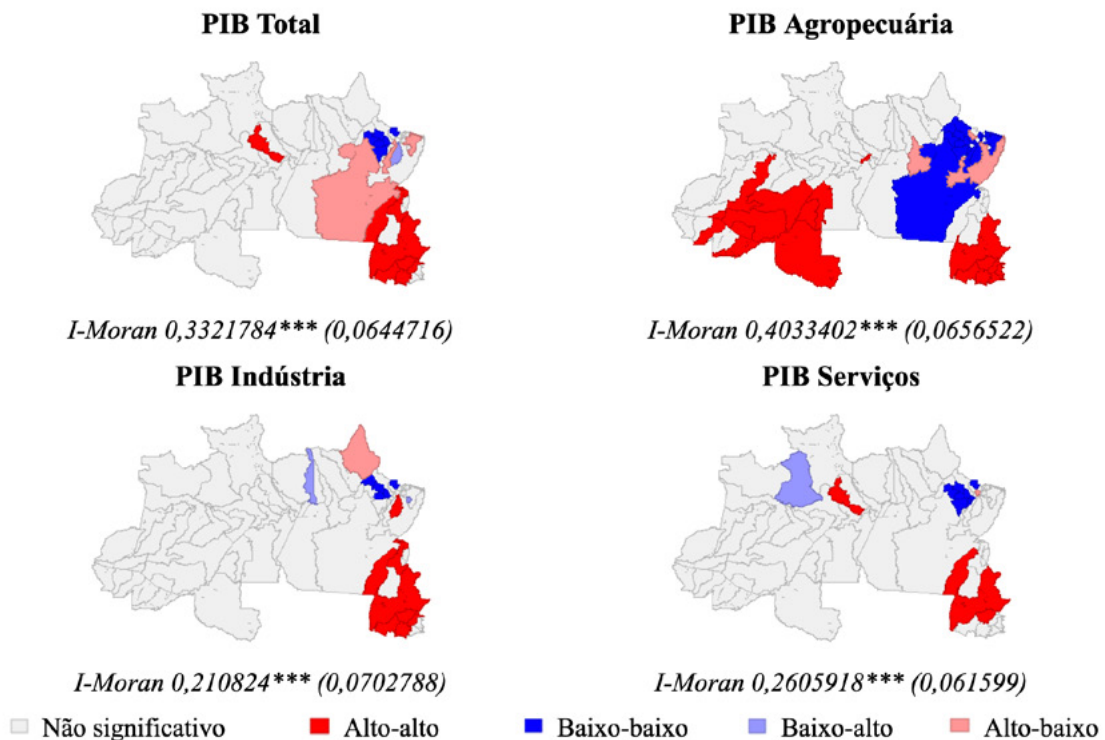 PIB Total
PIB Agropecuária
I-Moran 0,3321784*** (0,0644716)
I-Moran 0,4033402*** (0,0656522)
PIB Indústria
PIB Serviços
I-Moran 0,210824*** (0,0702788)
I-Moran 0,2605918*** (0,061599)
Não significativo Alto-alto Baixo-baixo Baixo-alto Alto-baixo